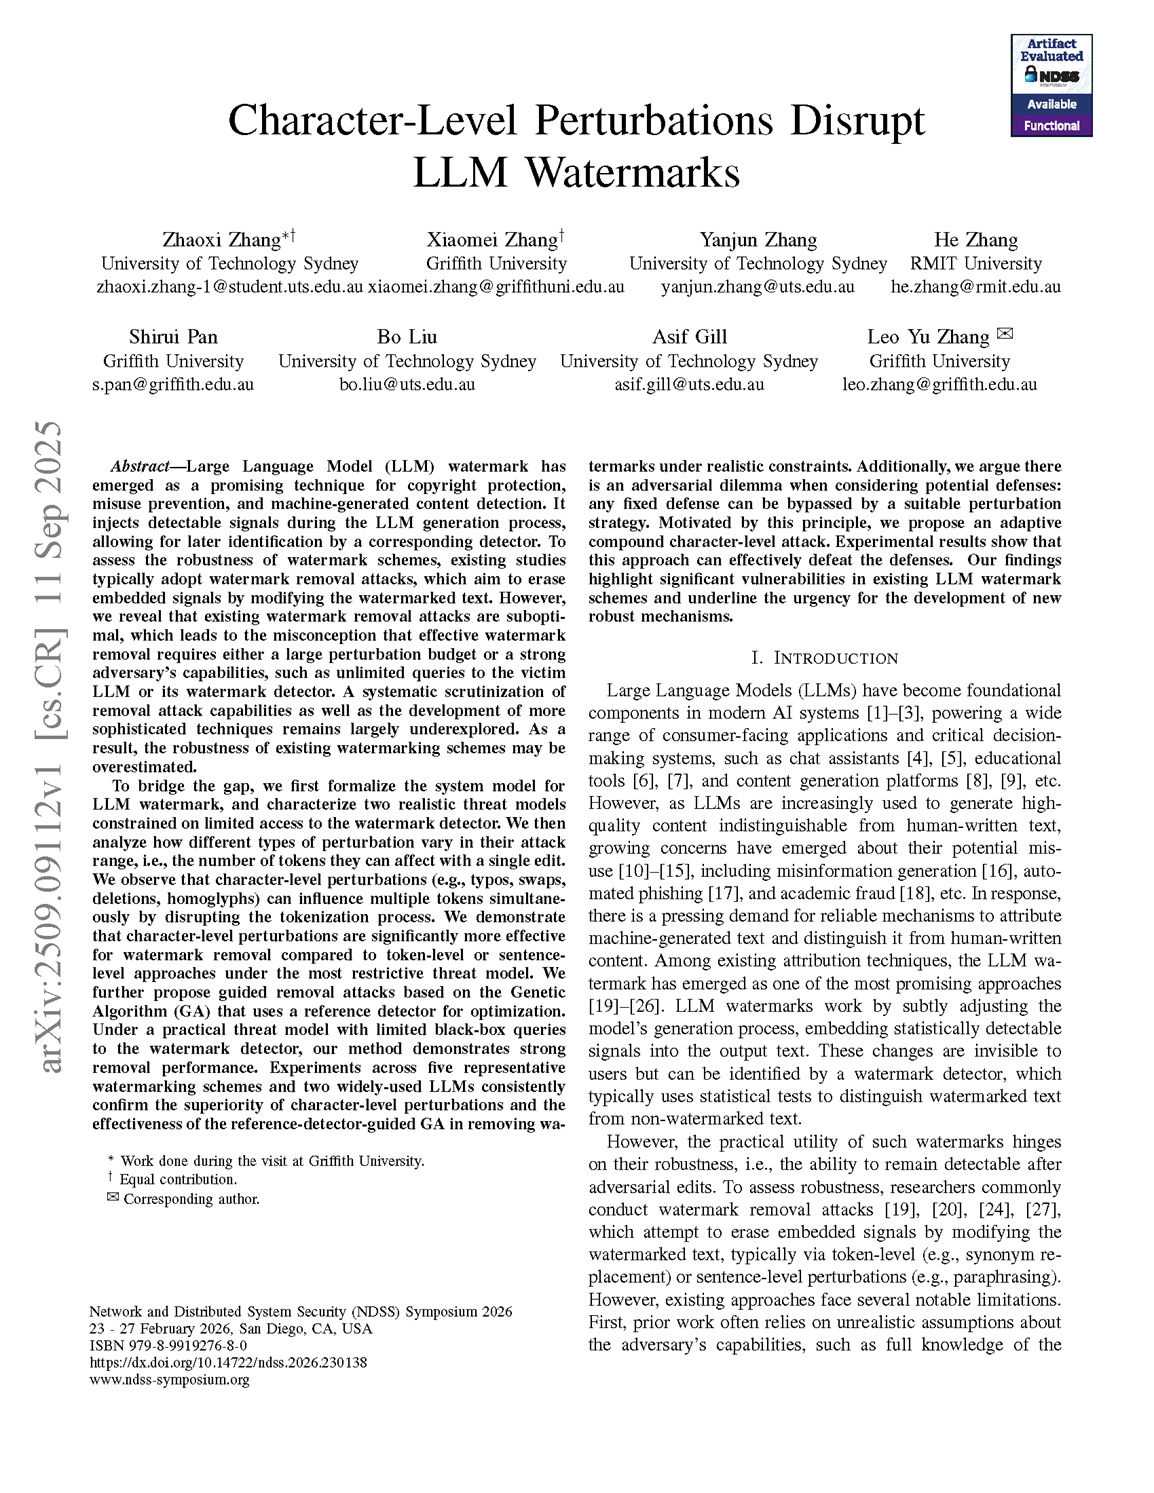 Artifact
Evaluated
NDSS
SYMPOSIUM
Available
Functional
Character-Level Perturbations Disrupt
LLM Watermarks
Zhaoxi Zhang*†
University of Technology Sydney
zhaoxi.zhang-1@student.uts.edu.au
Xiaomei Zhang†
Griffith University
xiaomei.zhang@griffithuni.edu.au
Yanjun Zhang
University of Technology Sydney
yanjun.zhang@uts.edu.au
He Zhang
RMIT University
he.zhang@rmit.edu.au
Shirui Pan
Griffith University
s.pan@griffith.edu.au
Bo Liu
University of Technology Sydney
bo.liu@uts.edu.au
Asif Gill
University of Technology Sydney
asif.gill@uts.edu.au
Leo Yu Zhang ✉
Griffith University
leo.zhang@griffith.edu.au
arXiv:2509.09112v1 [cs.CR] 11 Sep 2025
Abstract—Large Language Model (LLM) watermark has
emerged as a promising technique for copyright protection,
misuse prevention, and machine-generated content detection. It
injects detectable signals during the LLM generation process,
allowing for later identification by a corresponding detector. To
assess the robustness of watermark schemes, existing studies
typically adopt watermark removal attacks, which aim to erase
embedded signals by modifying the watermarked text. However,
we reveal that existing watermark removal attacks are subopti-
mal, which leads to the misconception that effective watermark
removal requires either a large perturbation budget or a strong
adversary's capabilities, such as unlimited queries to the victim
LLM or its watermark detector. A systematic scrutinization of
removal attack capabilities as well as the development of more
sophisticated techniques remains largely underexplored. As a
result, the robustness of existing watermarking schemes may be
overestimated.
To bridge the gap, we first formalize the system model for
LLM watermark, and characterize two realistic threat models
constrained on limited access to the watermark detector. We then
analyze how different types of perturbation vary in their attack
range, i.e., the number of tokens they can affect with a single edit.
We observe that character-level perturbations (e.g., typos, swaps,
deletions, homoglyphs) can influence multiple tokens simultane-
ously by disrupting the tokenization process. We demonstrate
that character-level perturbations are significantly more effective
for watermark removal compared to token-level or sentence-
level approaches under the most restrictive threat model. We
further propose guided removal attacks based on the Genetic
Algorithm (GA) that uses a reference detector for optimization.
Under a practical threat model with limited black-box queries
to the watermark detector, our method demonstrates strong
removal performance. Experiments across five representative
watermarking schemes and two widely-used LLMs consistently
confirm the superiority of character-level perturbations and the
effectiveness of the reference-detector-guided GA in removing wa-
* Work done during the visit at Griffith University.
† Equal contribution.
✉ Corresponding author.
Network and Distributed System Security (NDSS) Symposium 2026
23 - 27 February 2026, San Diego, CA, USA
ISBN 979-8-9919276-8-0
https://dx.doi.org/10.14722/ndss.2026.230138
www.ndss-symposium.org
termarks under realistic constraints. Additionally, we argue there
is an adversarial dilemma when considering potential defenses:
any fixed defense can be bypassed by a suitable perturbation
strategy. Motivated by this principle, we propose an adaptive
compound character-level attack. Experimental results show that
this approach can effectively defeat the defenses. Our findings
highlight significant vulnerabilities in existing LLM watermark
schemes and underline the urgency for the development of new
robust mechanisms.
I. INTRODUCTION
Large Language Models (LLMs) have become foundational
components in modern AI systems [1]–[3], powering a wide
range of consumer-facing applications and critical decision-
making systems, such as chat assistants [4], [5], educational
tools [6], [7], and content generation platforms [8], [9], etc.
However, as LLMs are increasingly used to generate high-
quality content indistinguishable from human-written text,
growing concerns have emerged about their potential mis-
use [10]–[15], including misinformation generation [16], auto-
mated phishing [17], and academic fraud [18], etc. In response,
there is a pressing demand for reliable mechanisms to attribute
machine-generated text and distinguish it from human-written
content. Among existing attribution techniques, the LLM wa-
termark has emerged as one of the most promising approaches
[19]–[26]. LLM watermarks work by subtly adjusting the
model's generation process, embedding statistically detectable
signals into the output text. These changes are invisible to
users but can be identified by a watermark detector, which
typically uses statistical tests to distinguish watermarked text
from non-watermarked text.
However, the practical utility of such watermarks hinges
on their robustness, i.e., the ability to remain detectable after
adversarial edits. To assess robustness, researchers commonly
conduct watermark removal attacks [19], [20], [24], [27],
which attempt to erase embedded signals by modifying the
watermarked text, typically via token-level (e.g., synonym re-
placement) or sentence-level perturbations (e.g., paraphrasing).
However, existing approaches face several notable limitations.
First, prior work often relies on unrealistic assumptions about
the adversary's capabilities, such as full knowledge of the